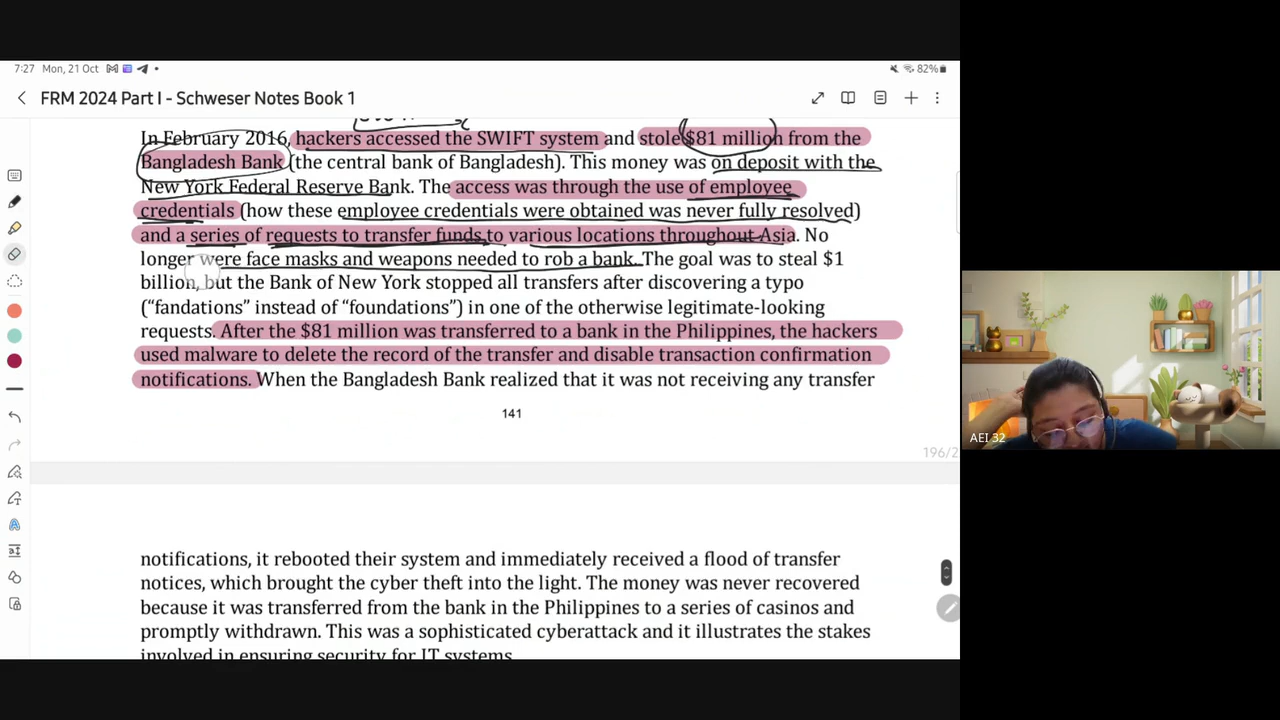 7:27 Mon, 21 Oct
82%
FRM 2024 Part I - Schweser Notes Book 1
In February 2016, hackers accessed the SWIFT system and stole $81 million from the
Bangladesh Bank (the central bank of Bangladesh). This money was on deposit with the
New York Federal Reserve Bank. The access was through the use of employee
credentials (how these employee credentials were obtained was never fully resolved)
and a series of requests to transfer funds to various locations throughout Asia. No
longer were face masks and weapons needed to rob a bank. The goal was to steal $1
billion, but the Bank of New York stopped all transfers after discovering a typo
(“fandations” instead of “foundations”) in one of the otherwise legitimate-looking
requests. After the $81 million was transferred to a bank in the Philippines, the hackers
used malware to delete the record of the transfer and disable transaction confirmation
notifications. When the Bangladesh Bank realized that it was not receiving any transfer
141
196/2
notifications, it rebooted their system and immediately received a flood of transfer
notices, which brought the cyber theft into the light. The money was never recovered
because it was transferred from the bank in the Philippines to a series of casinos and
promptly withdrawn. This was a sophisticated cyberattack and it illustrates the stakes
involved in ensuring security for IT systems.
AEI 32